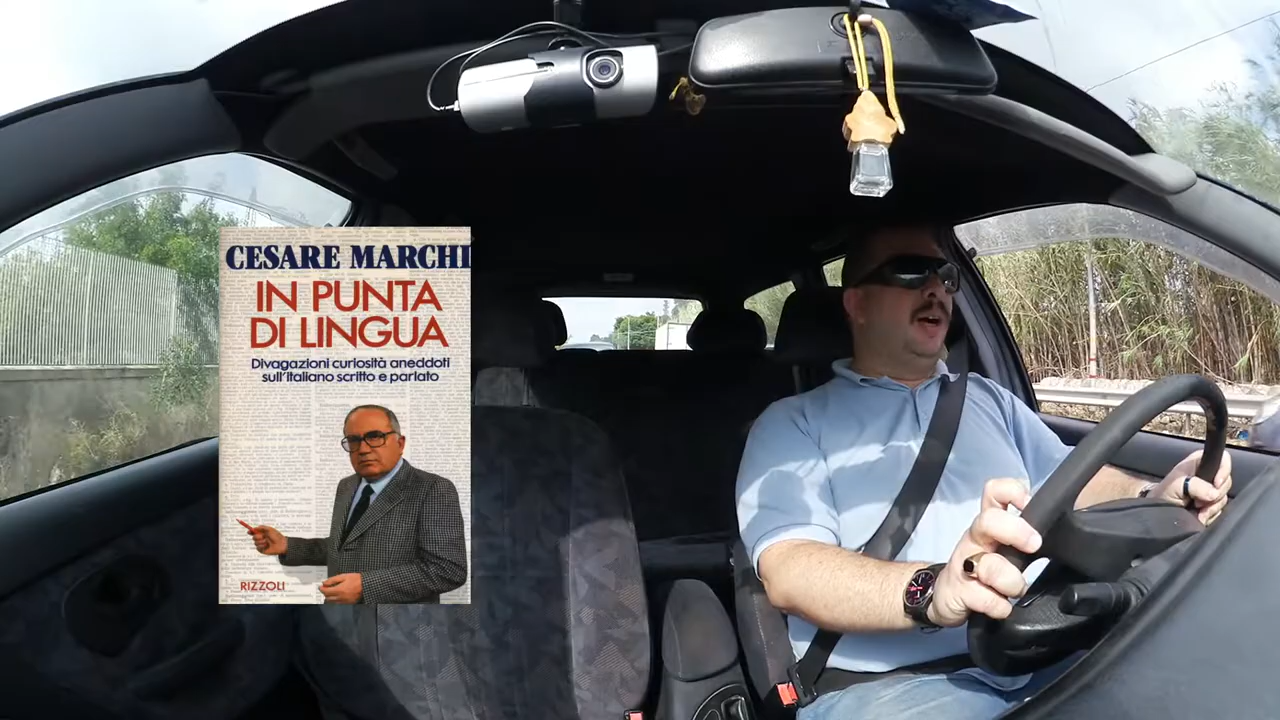 CESARE MARCHI
IN PUNTA
DI LINGUA
Divagazioni curiosità aneddoti
sull'italiano scritto e parlato
RIZZOLI